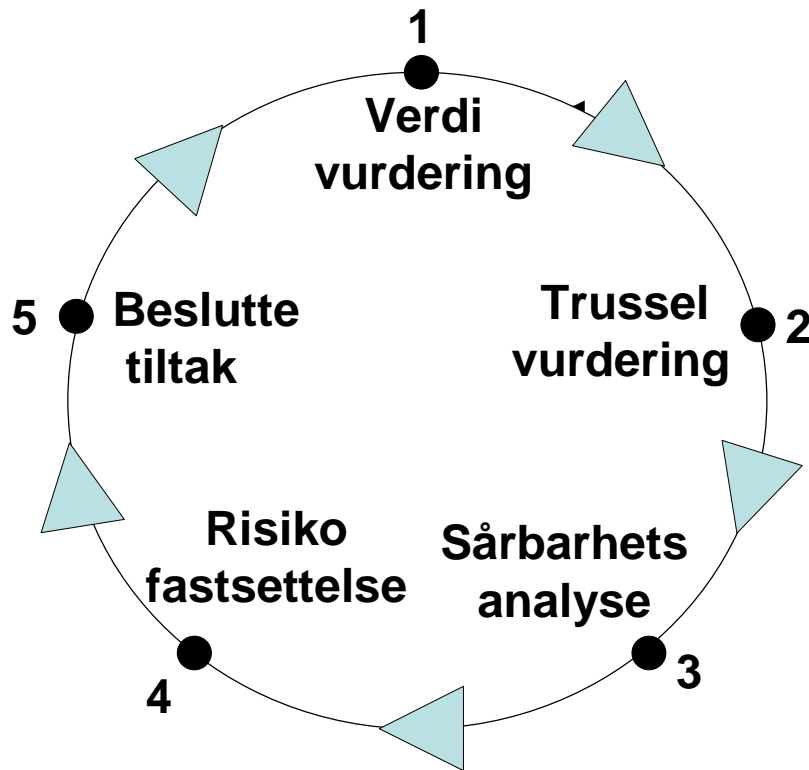 1
Verdi
vurdering
2
Trussel
vurdering
3
Sårbarhets
analyse
4
Risiko
fastsettelse
5
Beslutte
tiltak